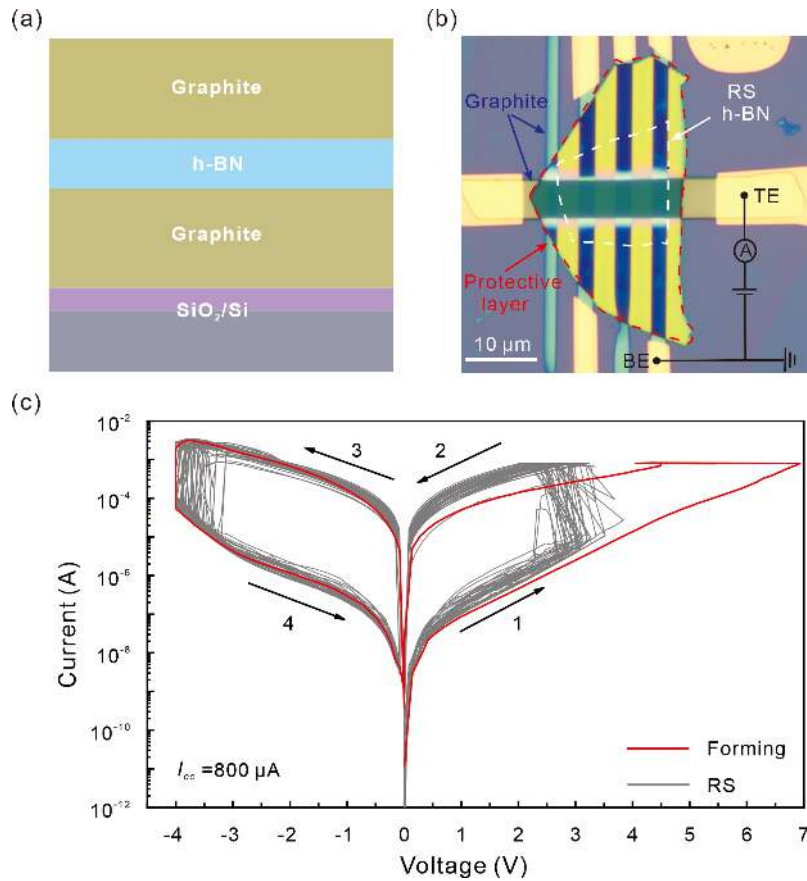 (a)
Graphite
h-BN
Graphite
SiO₂/Si
(b)
Graphite
RS
h-BN
TE
A
Protective
layer
10 μm
BE
(c)
Current (A)
10⁻²
10⁻⁴
10⁻⁶
10⁻⁸
10⁻¹⁰
10⁻¹²
3
2
4
1
I_cc =800 μA
Forming
RS
-4 -3 -2 -1 0 1 2 3 4 5 6 7
Voltage (V)